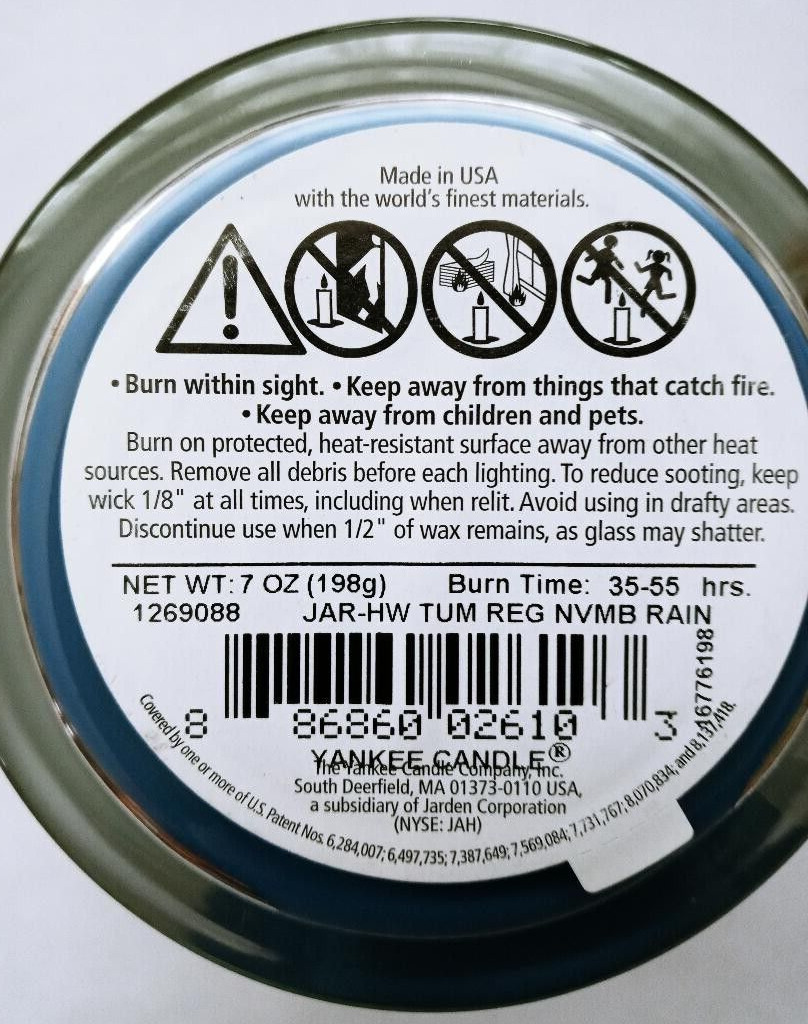 Made in USA
with the world's finest materials.
• Burn within sight. • Keep away from things that catch fire.
• Keep away from children and pets.
Burn on protected, heat-resistant surface away from other heat
sources. Remove all debris before each lighting. To reduce sooting, keep
wick 1/8" at all times, including when relit. Avoid using in drafty areas.
Discontinue use when 1/2" of wax remains, as glass may shatter.
NET WT: 7 OZ (198g) Burn Time: 35-55 hrs.
1269088 JAR-HW TUM REG NVMB RAIN
8 86860 02610 3
16776198
YANKEE CANDLE®
The Yankee Candle Company, Inc.
South Deerfield, MA 01373-0110 USA,
a subsidiary of Jarden Corporation
(NYSE: JAH)
Covered by one or more of U.S. Patent Nos. 6,284,007; 6,497,735; 7,387,649; 7,569,084; 7,731,767; 8,070,834; and 8,137,418.